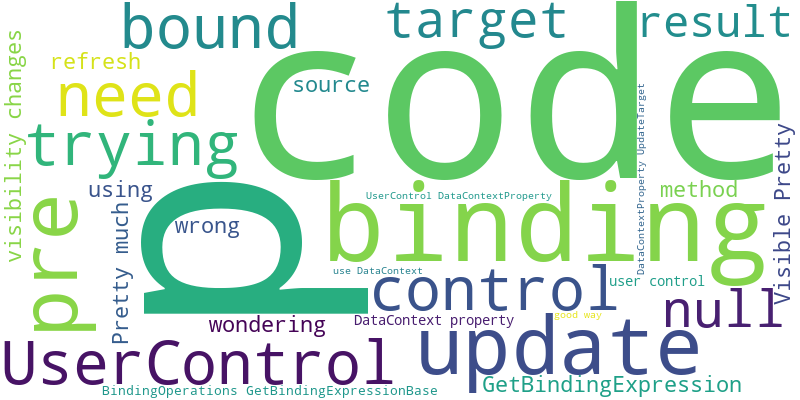 bound
target
result
code
refresh
need
source
trying
visibility changes
using
pre
wrong
p
Pretty much
UserControl DataContextProperty
binding
DataContextProperty UpdateTarget
method
Visible Pretty
use DataContext
control
user control
null
wondering
DataContext property
good way
update
UserControl
GetBindingExpression
BindingOperations GetBindingExpressionBase